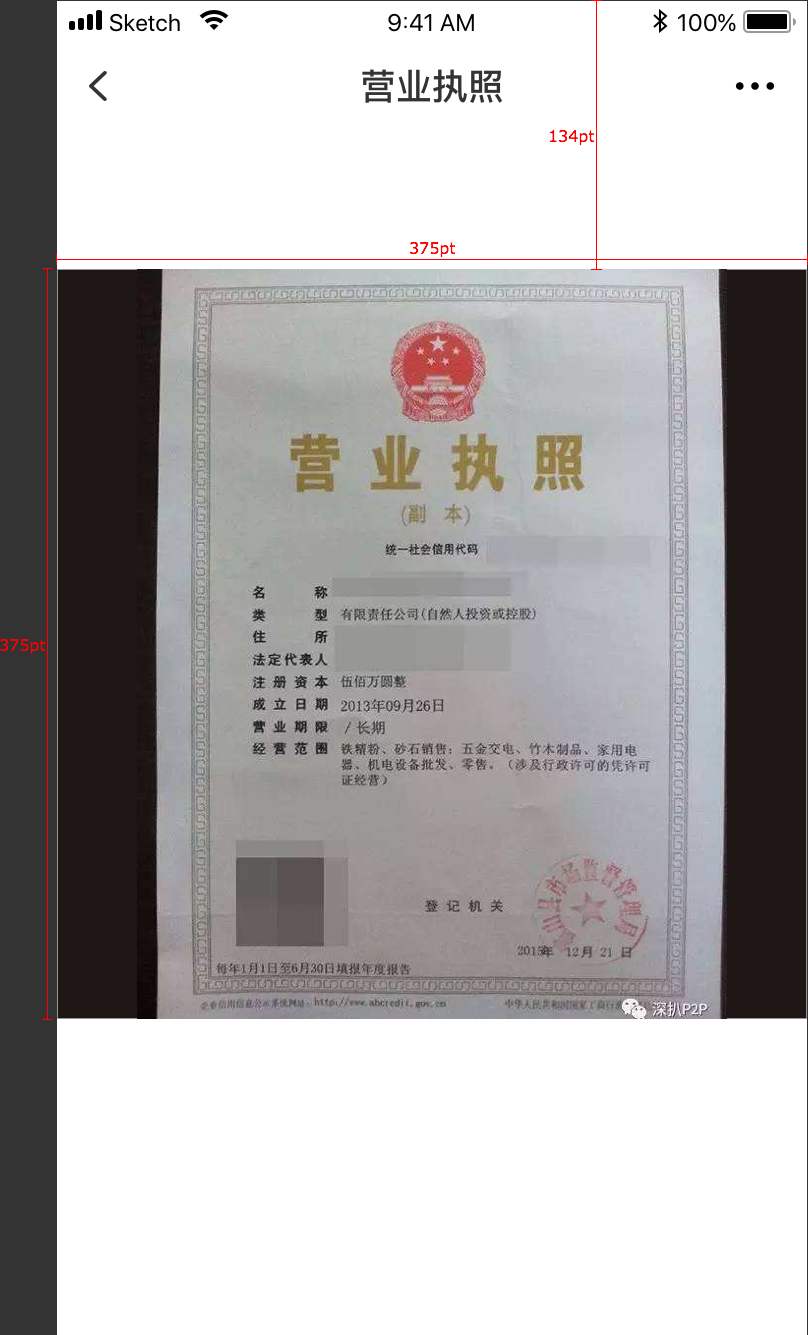 Sketch 9:41 AM 100%
营业执照
134pt
375pt
375pt
营业执照
(副 本)
统一社会信用代码
名 称
类 型 有限责任公司(自然人投资或控股)
住 所
法定代表人
注册资本 伍佰万圆整
成立日期 2013年09月26日
营业期限 / 长期
经营范围 铁精粉、砂石销售；五金交电、竹木制品、家用电
器、机电设备批发、零售。（涉及行政许可的凭许可
证经营）
登记机关
县市场监督管理局
2015年 12月 21 日
每年1月1日至6月30日填报年度报告
企业信用信息公示系统网址：http://www.ahcredit.gov.cn
中华人民共和国国家工商行
深扒P2P